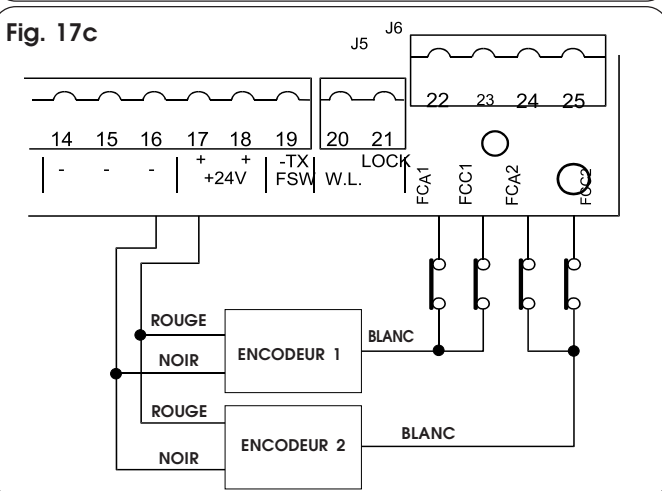 Fig. 17c
J5 J6
22 23 24 25
14 15 16 17 18 19 20 21
- - - + + -TX LOCK
+24V FSW W.L.
FCA1 FCC1 FCA2 FCC2
ROUGE
BLANC
ENCODEUR 1
NOIR
ROUGE
BLANC
ENCODEUR 2
NOIR